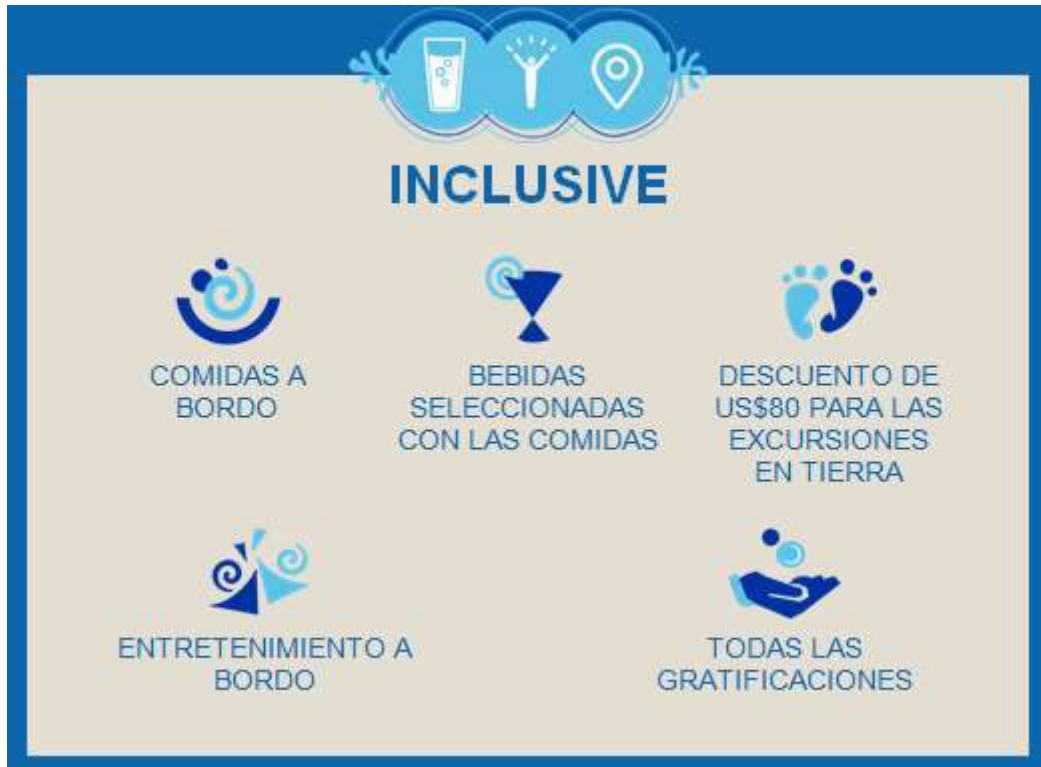 INCLUSIVE
COMIDAS A
BORDO
BEBIDAS
SELECCIONADAS
CON LAS COMIDAS
DESCUENTO DE
US$80 PARA LAS
EXCURSIONES
EN TIERRA
ENTRETENIMIENTO A
BORDO
TODAS LAS
GRATIFICACIONES